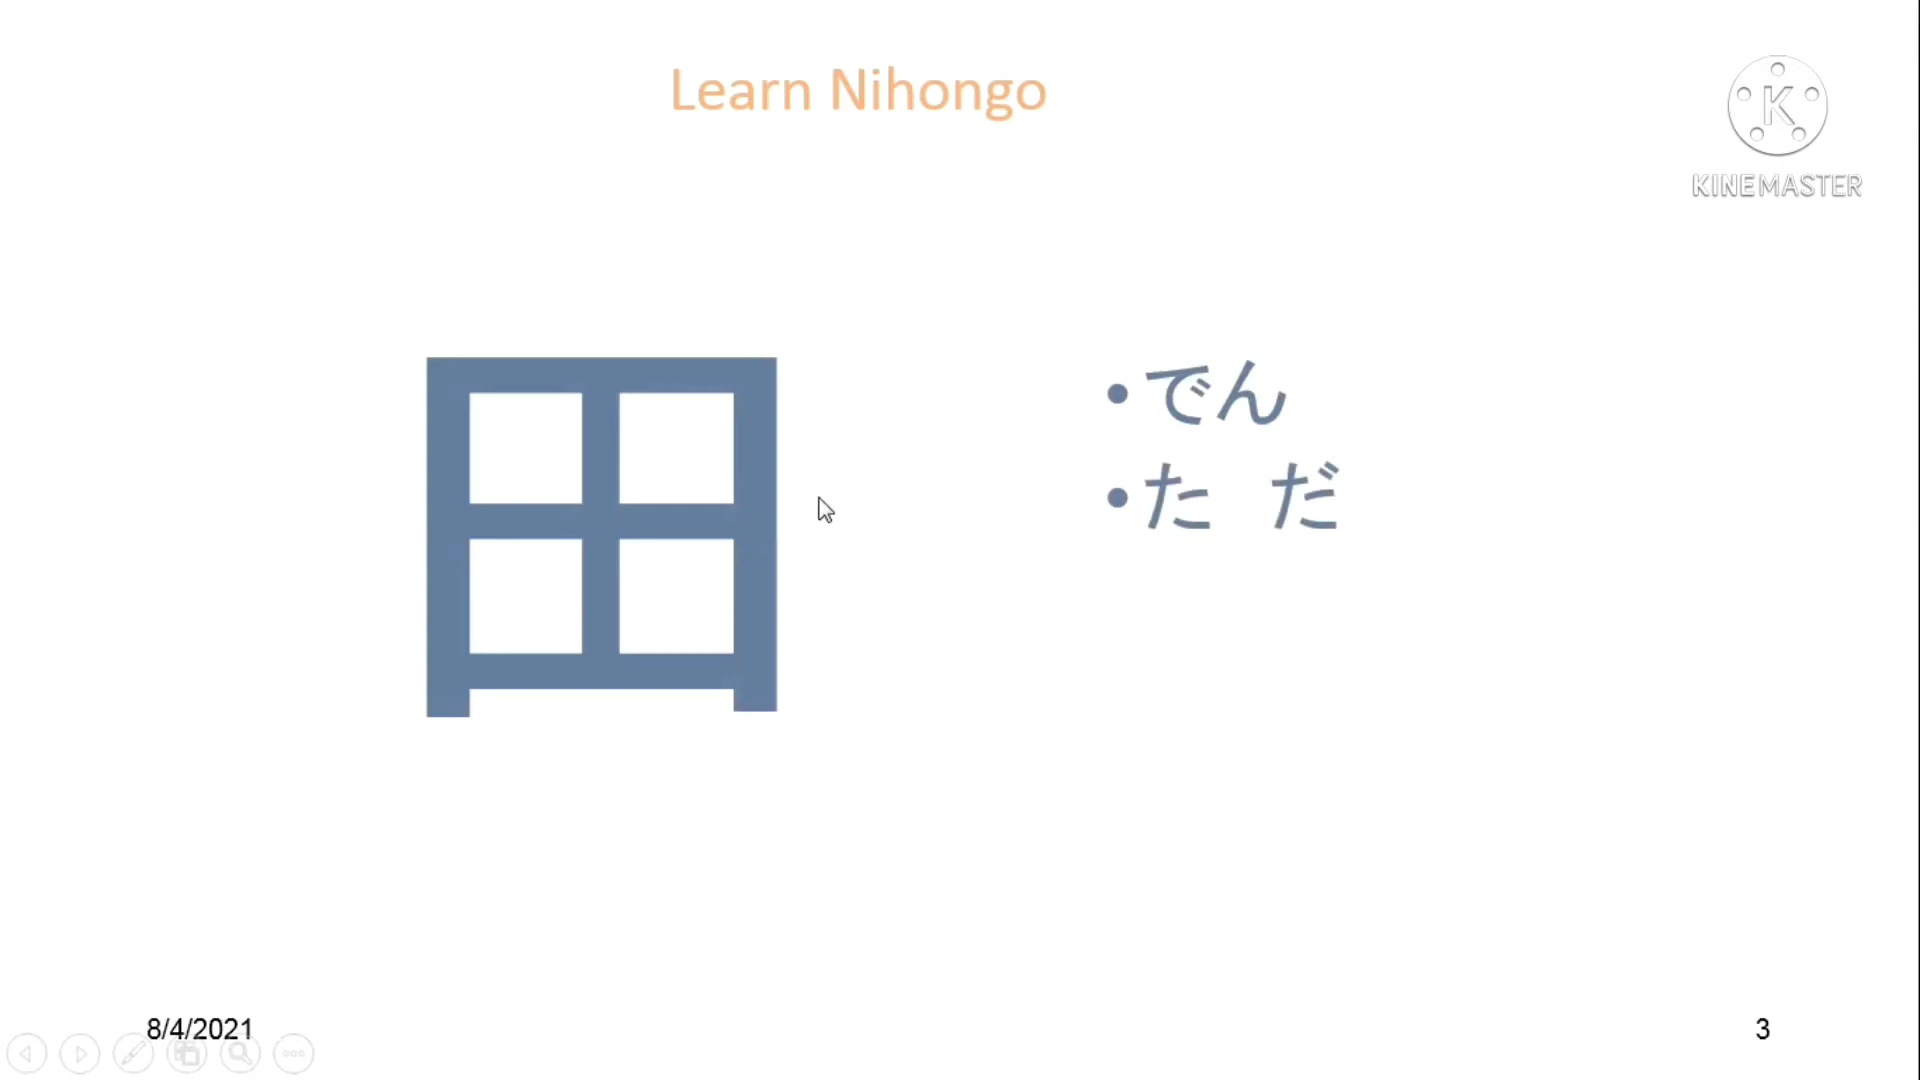 Learn Nihongo
K
KINEMASTER
田
•でん
•た だ
8/4/2021
3